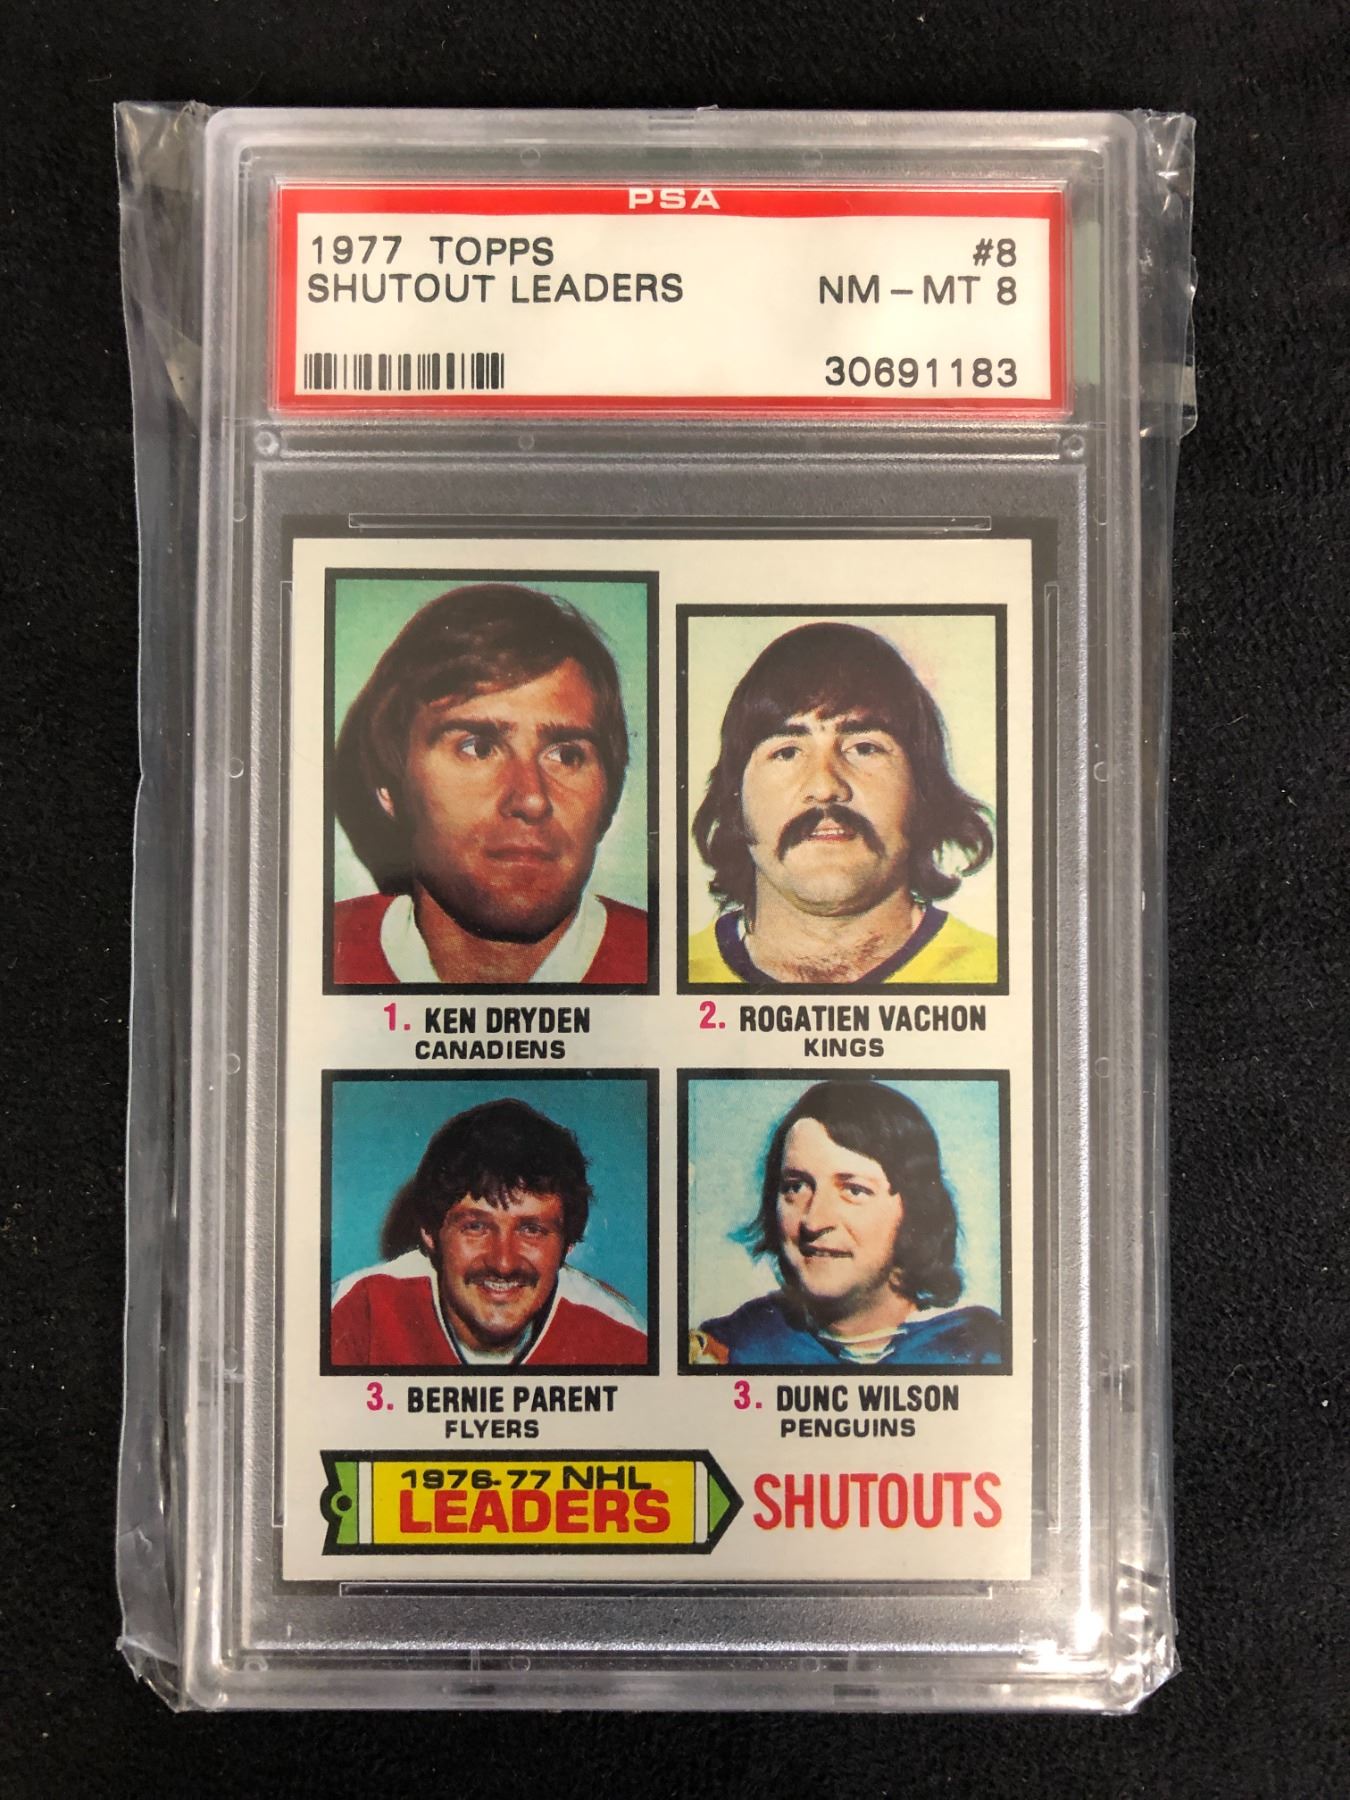 PSA
1977 TOPPS #8
SHUTOUT LEADERS NM-MT 8
30691183
1. KEN DRYDEN
CANADIENS
2. ROGATIEN VACHON
KINGS
3. BERNIE PARENT
FLYERS
3. DUNC WILSON
PENGUINS
1976-77 NHL
LEADERS
SHUTOUTS